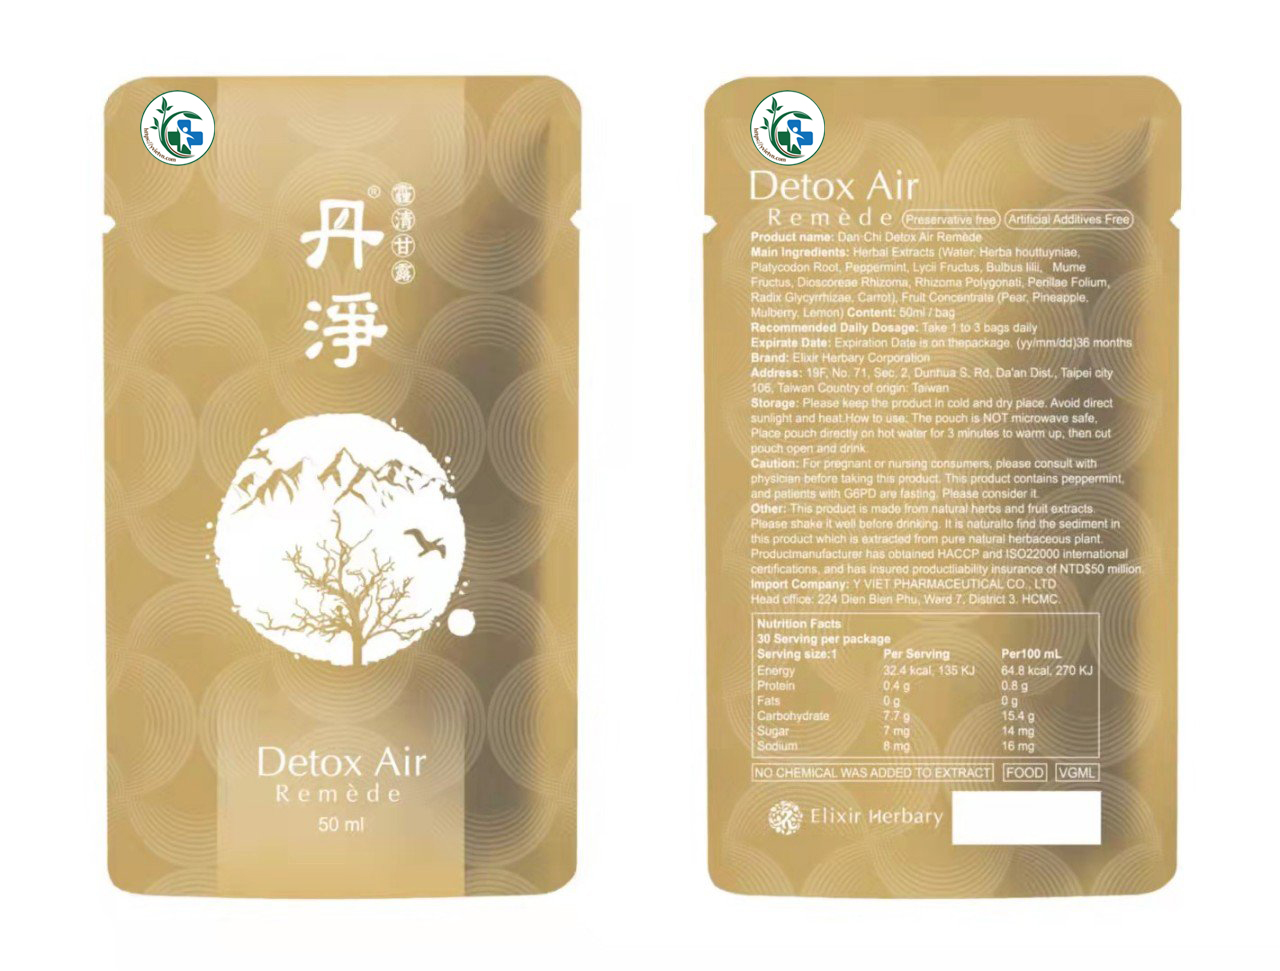 https://yvietvn.com
丹淨®
霾清甘露
Detox Air
Remède
50 ml
https://yvietvn.com
Detox Air
Remède Preservative free Artificial Additives Free
Product name: Dan Chi Detox Air Remède
Main Ingredients: Herbal Extracts (Water, Herba houttuyniae,
Platycodon Root, Peppermint, Lycii Fructus, Bulbus lilii, Mume
Fructus, Dioscoreae Rhizoma, Rhizoma Polygonati, Perillae Folium,
Radix Glycyrrhizae, Carrot), Fruit Concentrate (Pear, Pineapple,
Mulberry, Lemon) Content: 50ml / bag
Recommended Daily Dosage: Take 1 to 3 bags daily
Expirate Date: Expiration Date is on thepackage. (yy/mm/dd)36 months
Brand: Elixir Herbary Corporation
Address: 19F, No. 71, Sec. 2, Dunhua S. Rd, Da'an Dist., Taipei city
106, Taiwan Country of origin: Taiwan
Storage: Please keep the product in cold and dry place. Avoid direct
sunlight and heat.How to use: The pouch is NOT microwave safe,
Place pouch directly on hot water for 3 minutes to warm up, then cut
pouch open and drink.
Caution: For pregnant or nursing consumers, please consult with
physician before taking this product. This product contains peppermint,
and patients with G6PD are fasting. Please consider it.
Other: This product is made from natural herbs and fruit extracts.
Please shake it well before drinking. It is naturalto find the sediment in
this product which is extracted from pure natural herbaceous plant.
Productmanufacturer has obtained HACCP and ISO22000 international
certifications, and has insured productliability insurance of NTD$50 million.
Import Company: Y VIET PHARMACEUTICAL CO., LTD
Head office: 224 Dien Bien Phu, Ward 7, District 3, HCMC.
Nutrition Facts
30 Serving per package
Serving size:1 Per Serving Per100 mL
Energy 32.4 kcal, 135 KJ 64.8 kcal, 270 KJ
Protein 0.4 g 0.8 g
Fats 0 g 0 g
Carbohydrate 7.7 g 15.4 g
Sugar 7 mg 14 mg
Sodium 8 mg 16 mg
NO CHEMICAL WAS ADDED TO EXTRACT FOOD VGML
Elixir Herbary